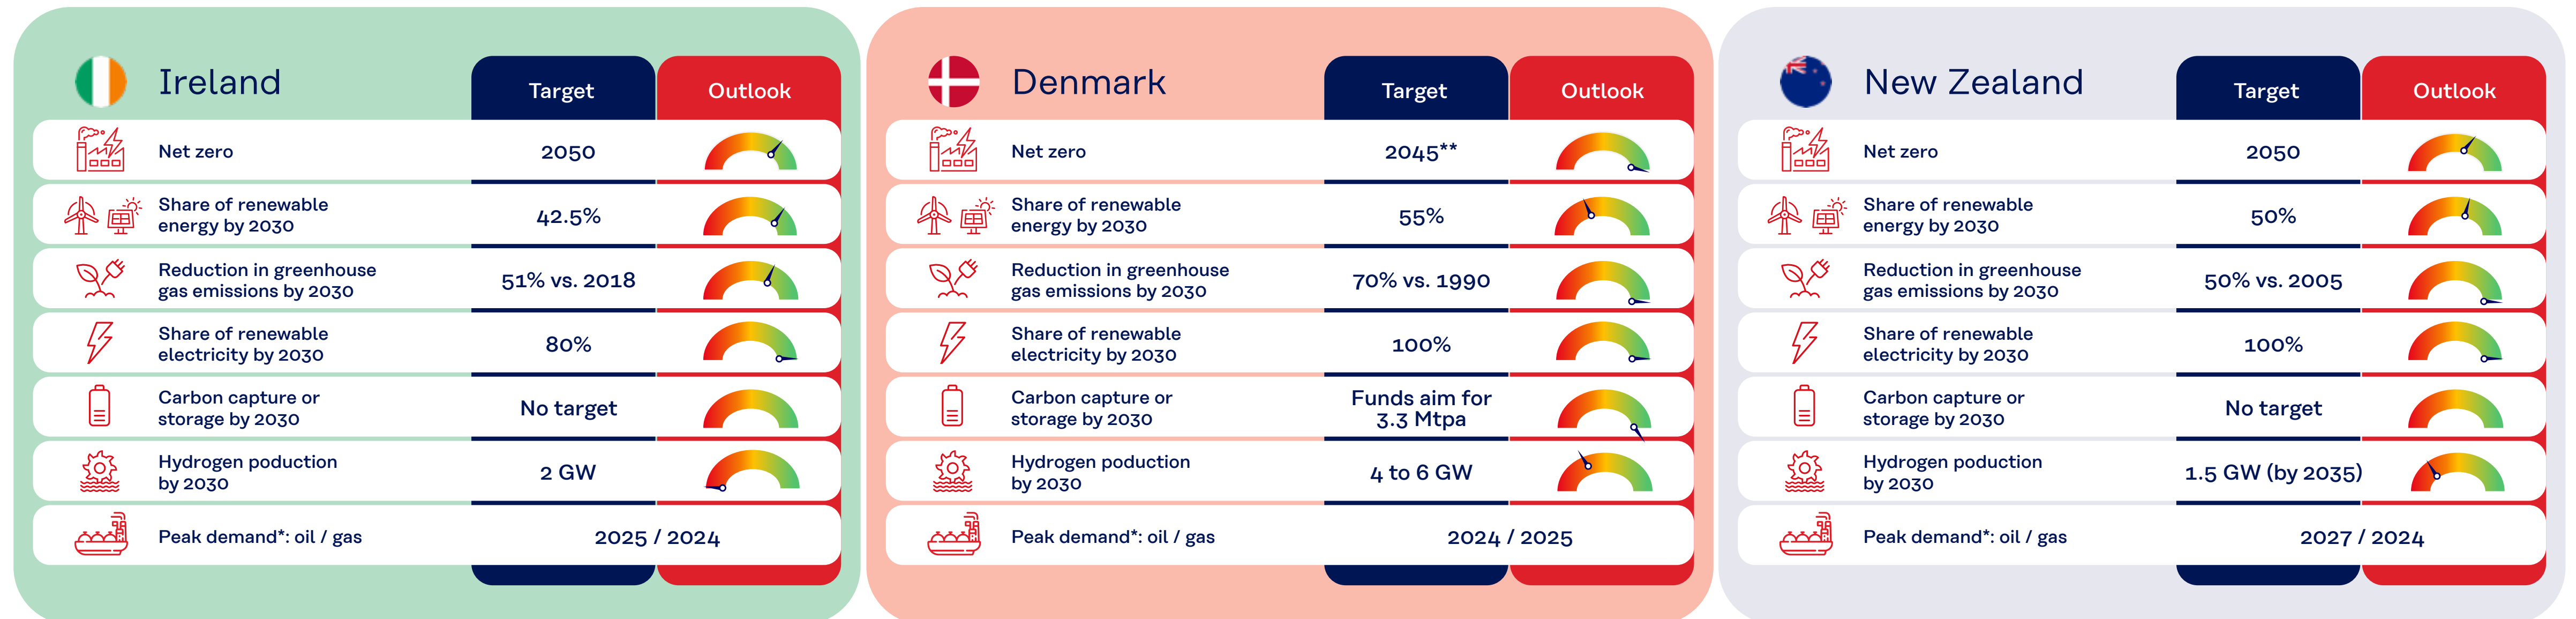 Ireland
Target
Outlook
Net zero
2050
Share of renewable
energy by 2030
42.5%
Reduction in greenhouse
gas emissions by 2030
51% vs. 2018
Share of renewable
electricity by 2030
80%
Carbon capture or
storage by 2030
No target
Hydrogen poduction
by 2030
2 GW
Peak demand*: oil / gas
2025 / 2024
Denmark
Target
Outlook
Net zero
2045**
Share of renewable
energy by 2030
55%
Reduction in greenhouse
gas emissions by 2030
70% vs. 1990
Share of renewable
electricity by 2030
100%
Carbon capture or
storage by 2030
Funds aim for
3.3 Mtpa
Hydrogen poduction
by 2030
4 to 6 GW
Peak demand*: oil / gas
2024 / 2025
New Zealand
Target
Outlook
Net zero
2050
Share of renewable
energy by 2030
50%
Reduction in greenhouse
gas emissions by 2030
50% vs. 2005
Share of renewable
electricity by 2030
100%
Carbon capture or
storage by 2030
No target
Hydrogen poduction
by 2030
1.5 GW (by 2035)
Peak demand*: oil / gas
2027 / 2024